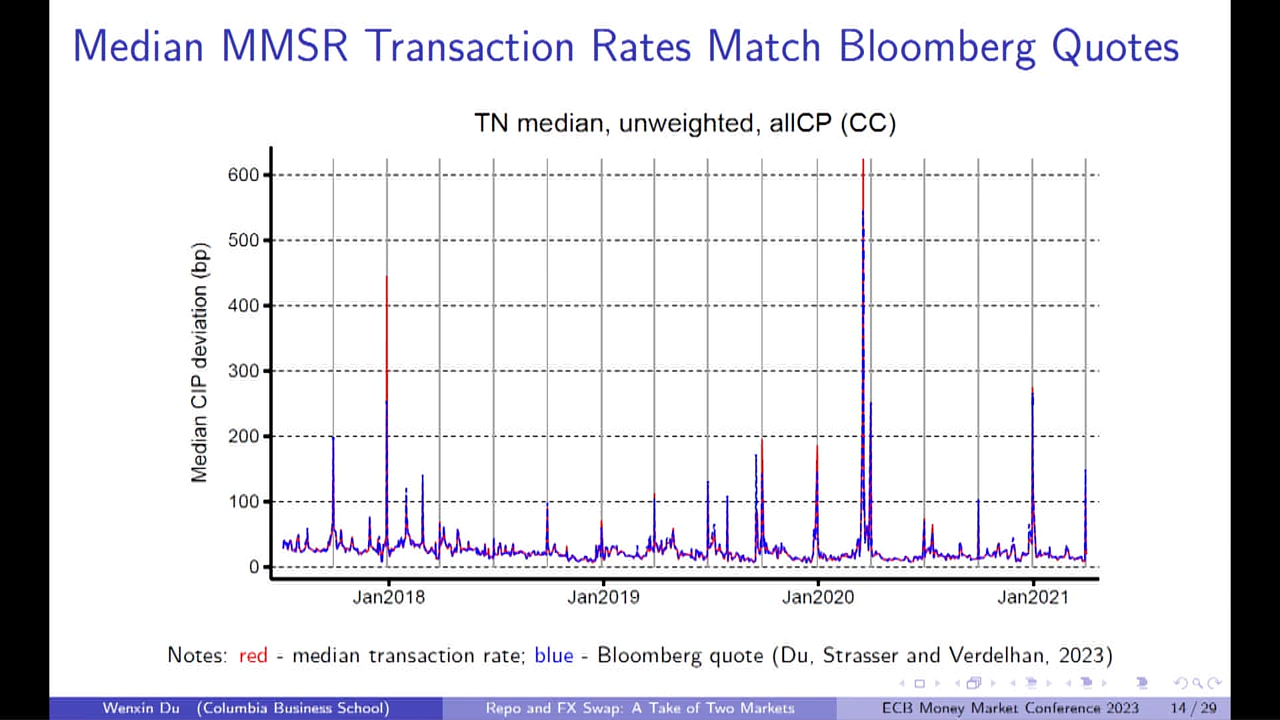 Median MMSR Transaction Rates Match Bloomberg Quotes
TN median, unweighted, allCP (CC)
Median CIP deviation (bp)
600
500
400
300
200
100
0
Jan2018 Jan2019 Jan2020 Jan2021
Notes: red - median transaction rate; blue - Bloomberg quote (Du, Strasser and Verdelhan, 2023)
Wenxin Du (Columbia Business School) Repo and FX Swap: A Take of Two Markets ECB Money Market Conference 2023 14 / 29